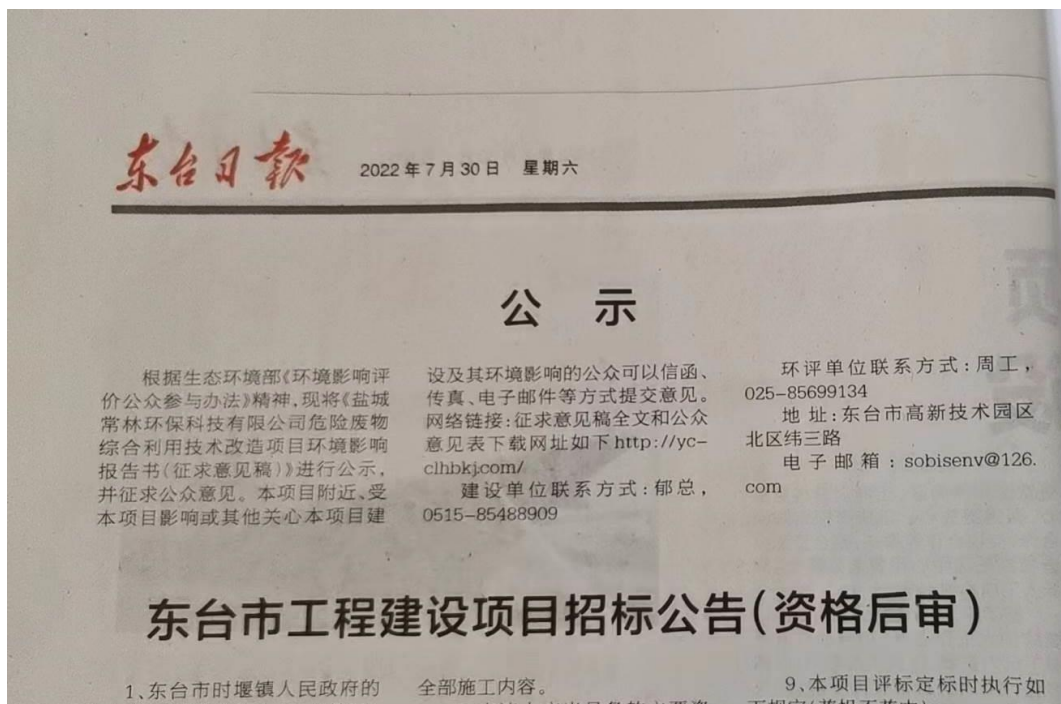 东台日报
2022年7月30日 星期六
公 示
根据生态环境部《环境影响评
价公众参与办法》精神,现将《盐城
常林环保科技有限公司危险废物
综合利用技术改造项目环境影响
报告书(征求意见稿)》进行公示,
并征求公众意见。本项目附近、受
本项目影响或其他关心本项目建
设及其环境影响的公众可以信函、
传真、电子邮件等方式提交意见。
网络链接:征求意见稿全文和公众
意见表下载网址如下http://yc-
clhbkj.com/
建设单位联系方式:郁总,
0515-85488909
环评单位联系方式:周工,
025-85699134
地址:东台市高新技术园区
北区纬三路
电子邮箱:sobisenv@126.
com
东台市工程建设项目招标公告(资格后审)
1、东台市时堰镇人民政府的
全部施工内容。
9、本项目评标定标时执行如